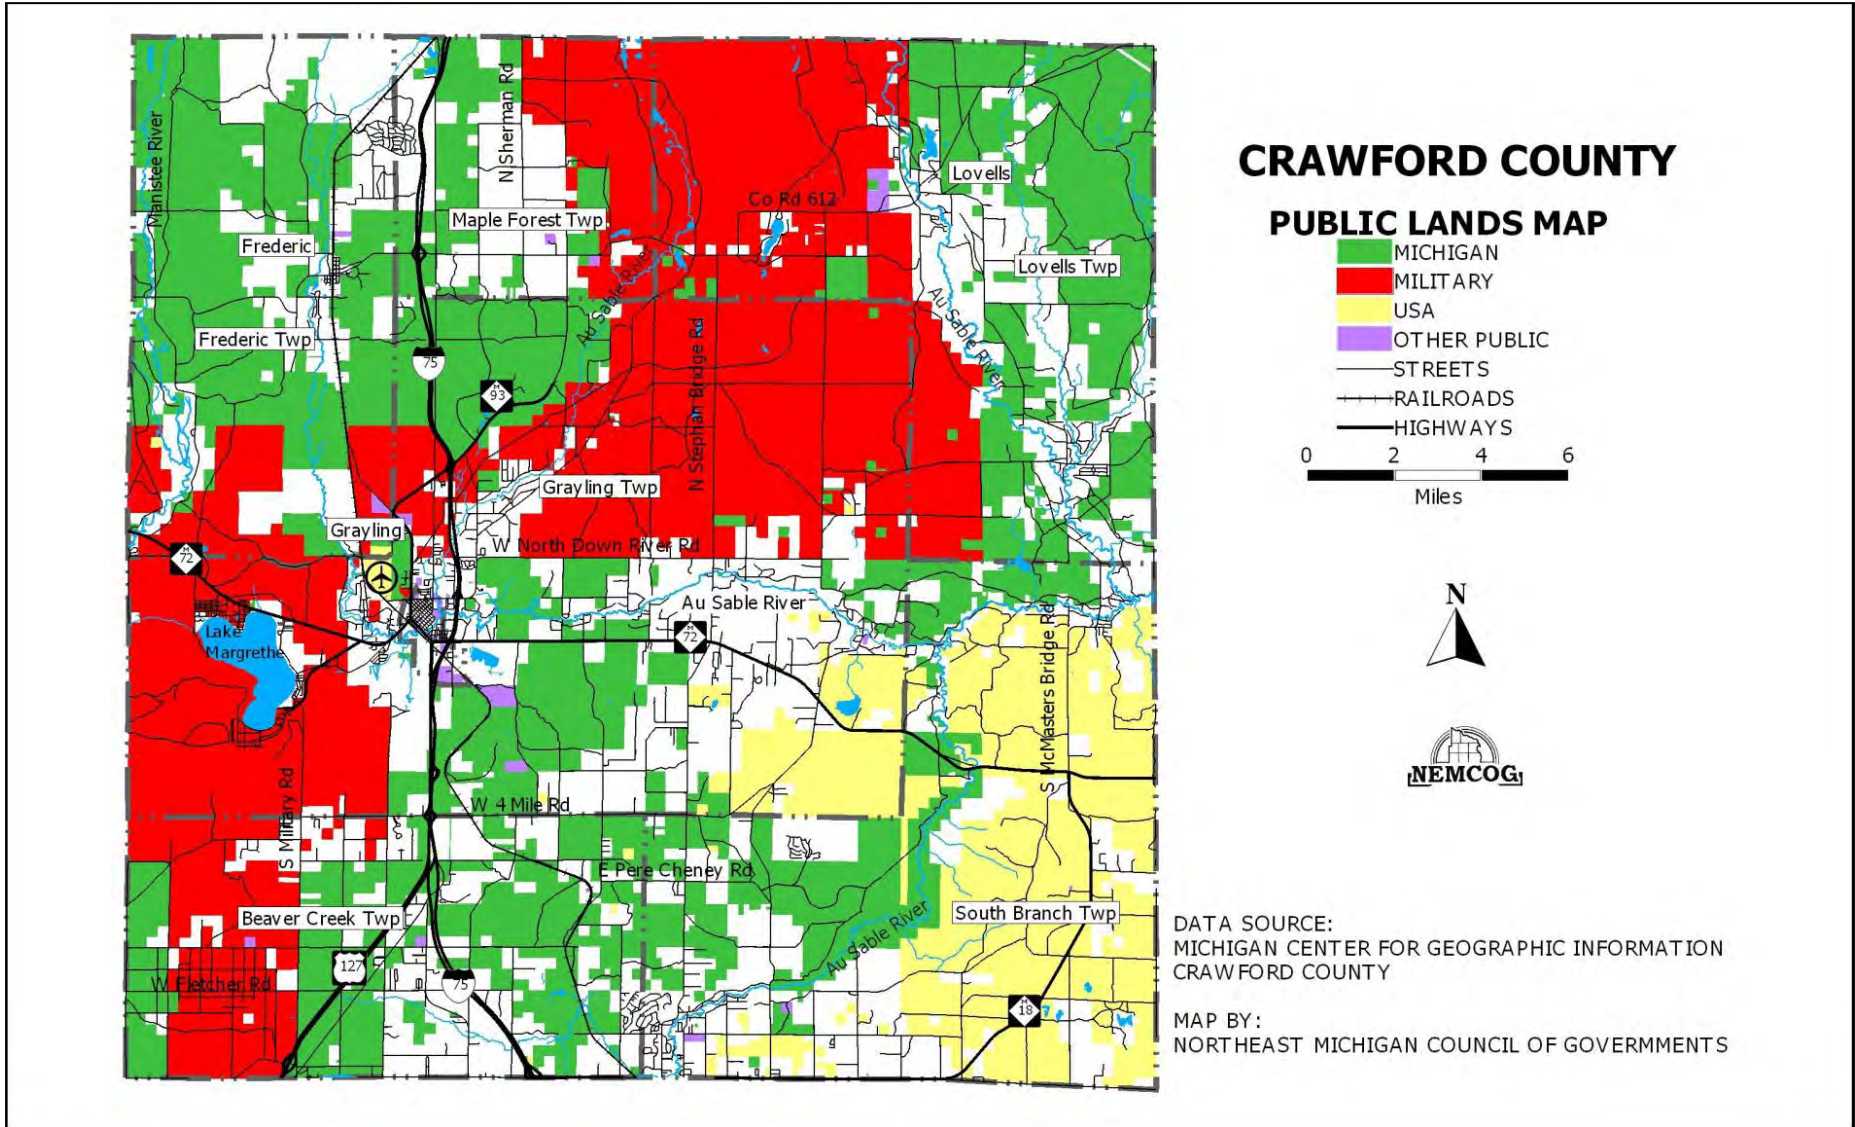 CRAWFORD COUNTY
PUBLIC LANDS MAP
MICHIGAN
MILITARY
USA
OTHER PUBLIC
STREETS
RAILROADS
HIGHWAYS
0 2 4 6
Miles
N
NEMCOG
DATA SOURCE:
MICHIGAN CENTER FOR GEOGRAPHIC INFORMATION
CRAWFORD COUNTY
MAP BY:
NORTHEAST MICHIGAN COUNCIL OF GOVERMMENTS
Manistee River
N Sherman Rd
Lovells
Co Rd 612
Maple Forest Twp
Frederic
Lovells Twp
Au Sable River
Au Sable River
Frederic Twp
75
M
93
N Stephan Bridge Rd
Grayling Twp
Grayling
W North Down River Rd
M
72
Au Sable River
Lake
Margrethe
M
72
S McMasters Bridge Rd
S Military Rd
W 4 Mile Rd
E Pere Cheney Rd
Beaver Creek Twp
South Branch Twp
Au Sable River
127
W Fletcher Rd
75
M
18